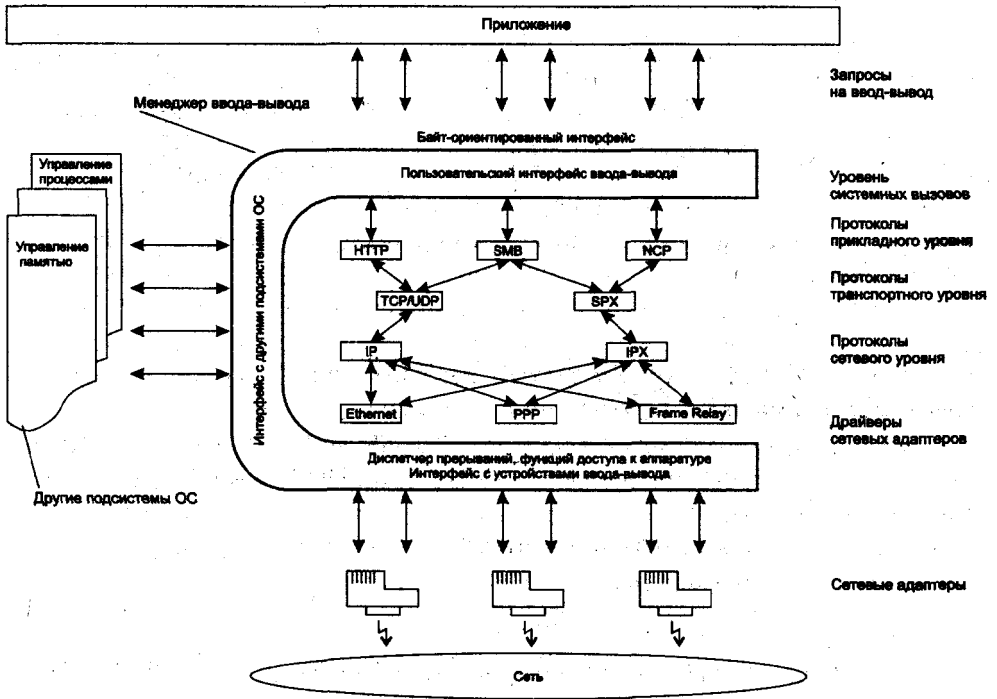 Приложение
Запросы
на ввод-вывод
Менеджер ввода-вывода
Байт-ориентированный интерфейс
Управление
процессами
Управление
памятью
Пользовательский интерфейс ввода-вывода
Уровень
системных вызовов
Интерфейс с другими подсистемами ОС
HTTP
SMB
NCP
Протоколы
прикладного уровня
TCP/UDP
SPX
Протоколы
транспортного уровня
IP
IPX
Протоколы
сетевого уровня
Ethernet
PPP
Frame Relay
Драйверы
сетевых адаптеров
Диспетчер прерываний, функций доступа к аппаратуре
Интерфейс с устройствами ввода-вывода
Другие подсистемы ОС
Сетевые адаптеры
Сеть